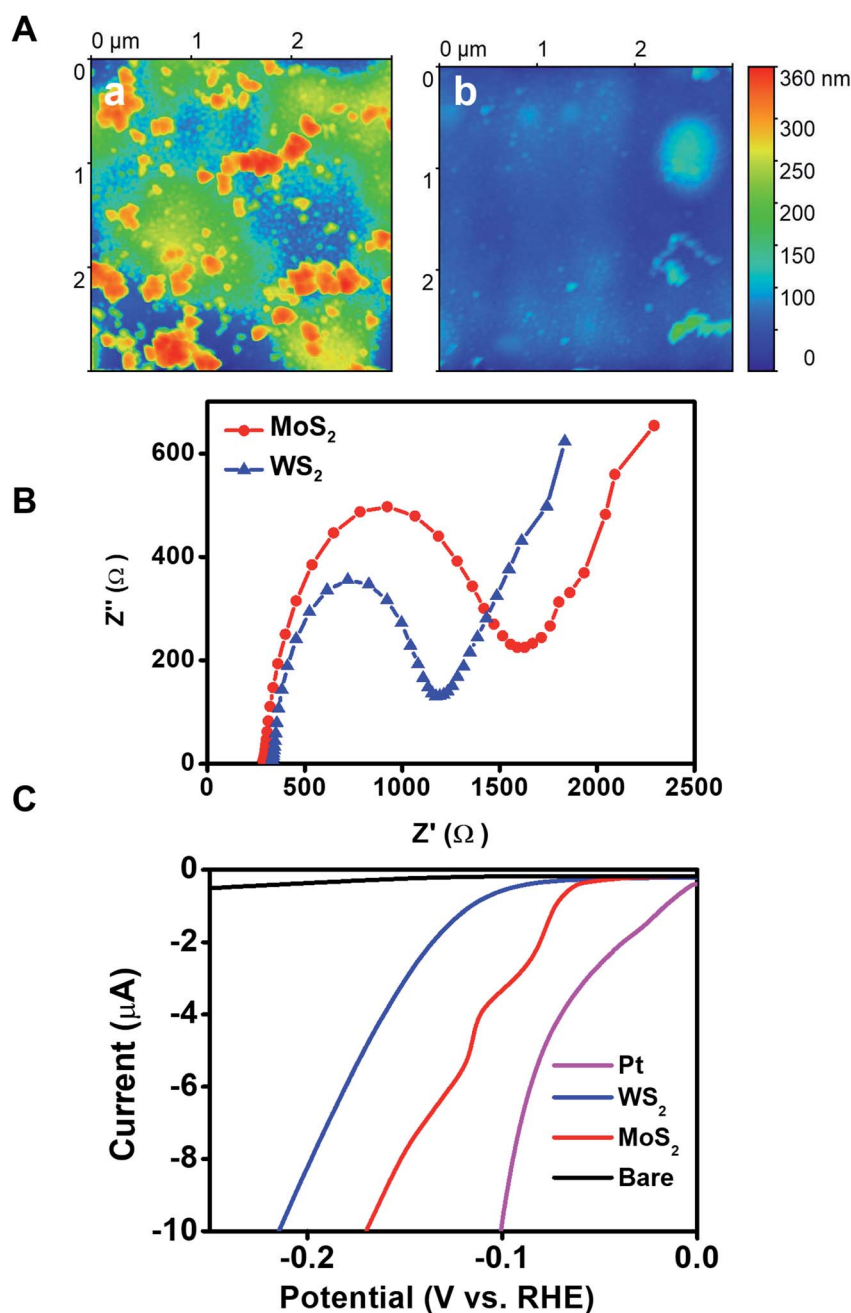 A
0 µm 1 2
0 µm 1 2
a
b
0
1
2
0
1
2
360 nm
300
250
200
150
100
0
B
MoS₂
WS₂
Z'' (Ω)
600
400
200
0
0 500 1000 1500 2000 2500
Z' (Ω)
C
Current (µA)
0
-2
-4
-6
-8
-10
Pt
WS₂
MoS₂
Bare
-0.2 -0.1 0.0
Potential (V vs. RHE)